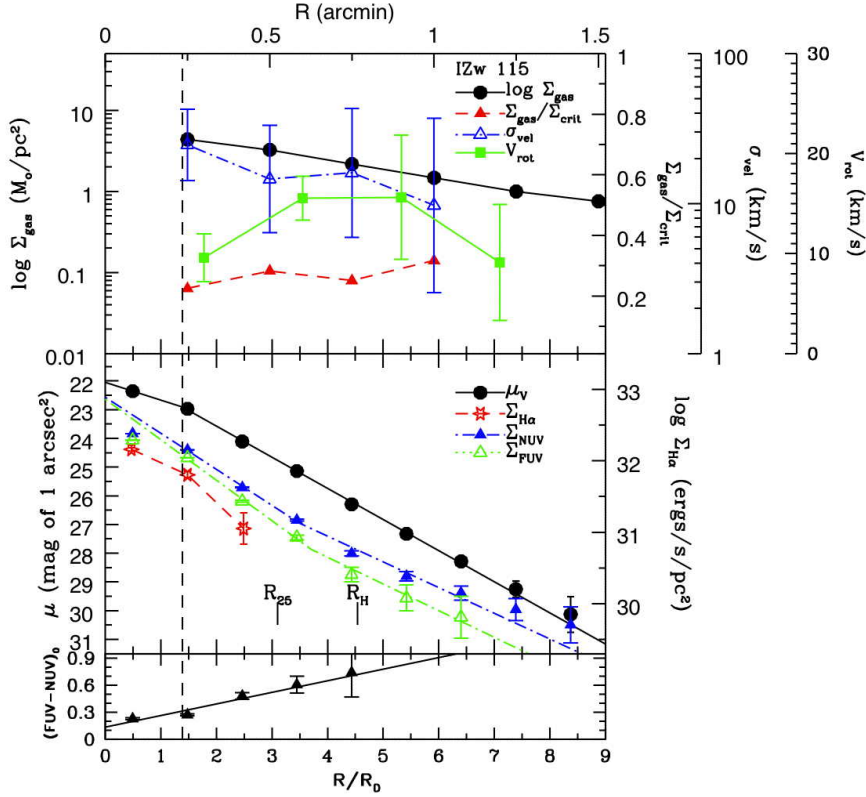 R (arcmin)
0 0.5 1 1.5
IZw 115
log Σgas
Σgas/Σcrit
σvel
Vrot
10
1
0.1
0.01
log Σgas (M☉/pc²)
1
0.8
0.6
0.4
0.2
Σgas/Σcrit
100
10
1
σvel (km/s)
30
20
10
0
Vrot (km/s)
μV
ΣHα
ΣNUV
ΣFUV
22
23
24
25
26
27
28
29
30
31
μ (mag of 1 arcsec²)
33
32
31
30
log ΣHα (ergs/s/pc²)
R25
RH
0.9
0.6
0.3
0
(FUV-NUV)0
0 1 2 3 4 5 6 7 8 9
R/RD